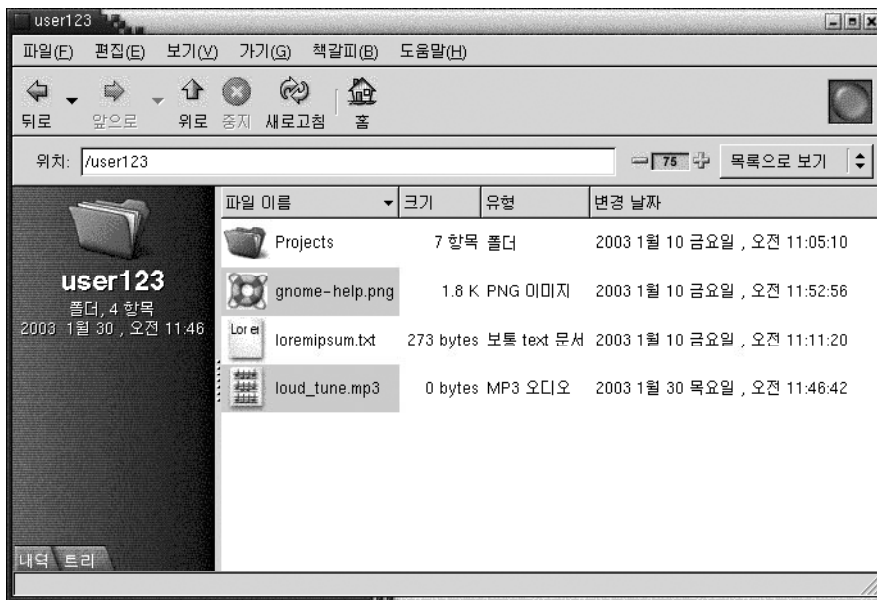 user123
파일(F) 편집(E) 보기(V) 가기(G) 책갈피(B) 도움말(H)
뒤로 앞으로 위로 중지 새로고침 홈
위치: /user123 75 목록으로 보기
파일 이름 크기 유형 변경 날짜
Projects 7 항목 폴더 2003 1월 10 금요일 , 오전 11:05:10
gnome-help.png 1.8 K PNG 이미지 2003 1월 10 금요일 , 오전 11:52:56
Lor er
loremipsum.txt 273 bytes 보통 text 문서 2003 1월 10 금요일 , 오전 11:11:20
loud_tune.mp3 0 bytes MP3 오디오 2003 1월 30 목요일 , 오전 11:46:42
user123
폴더, 4 항목
2003 1월 30 , 오전 11:46
내역 트리